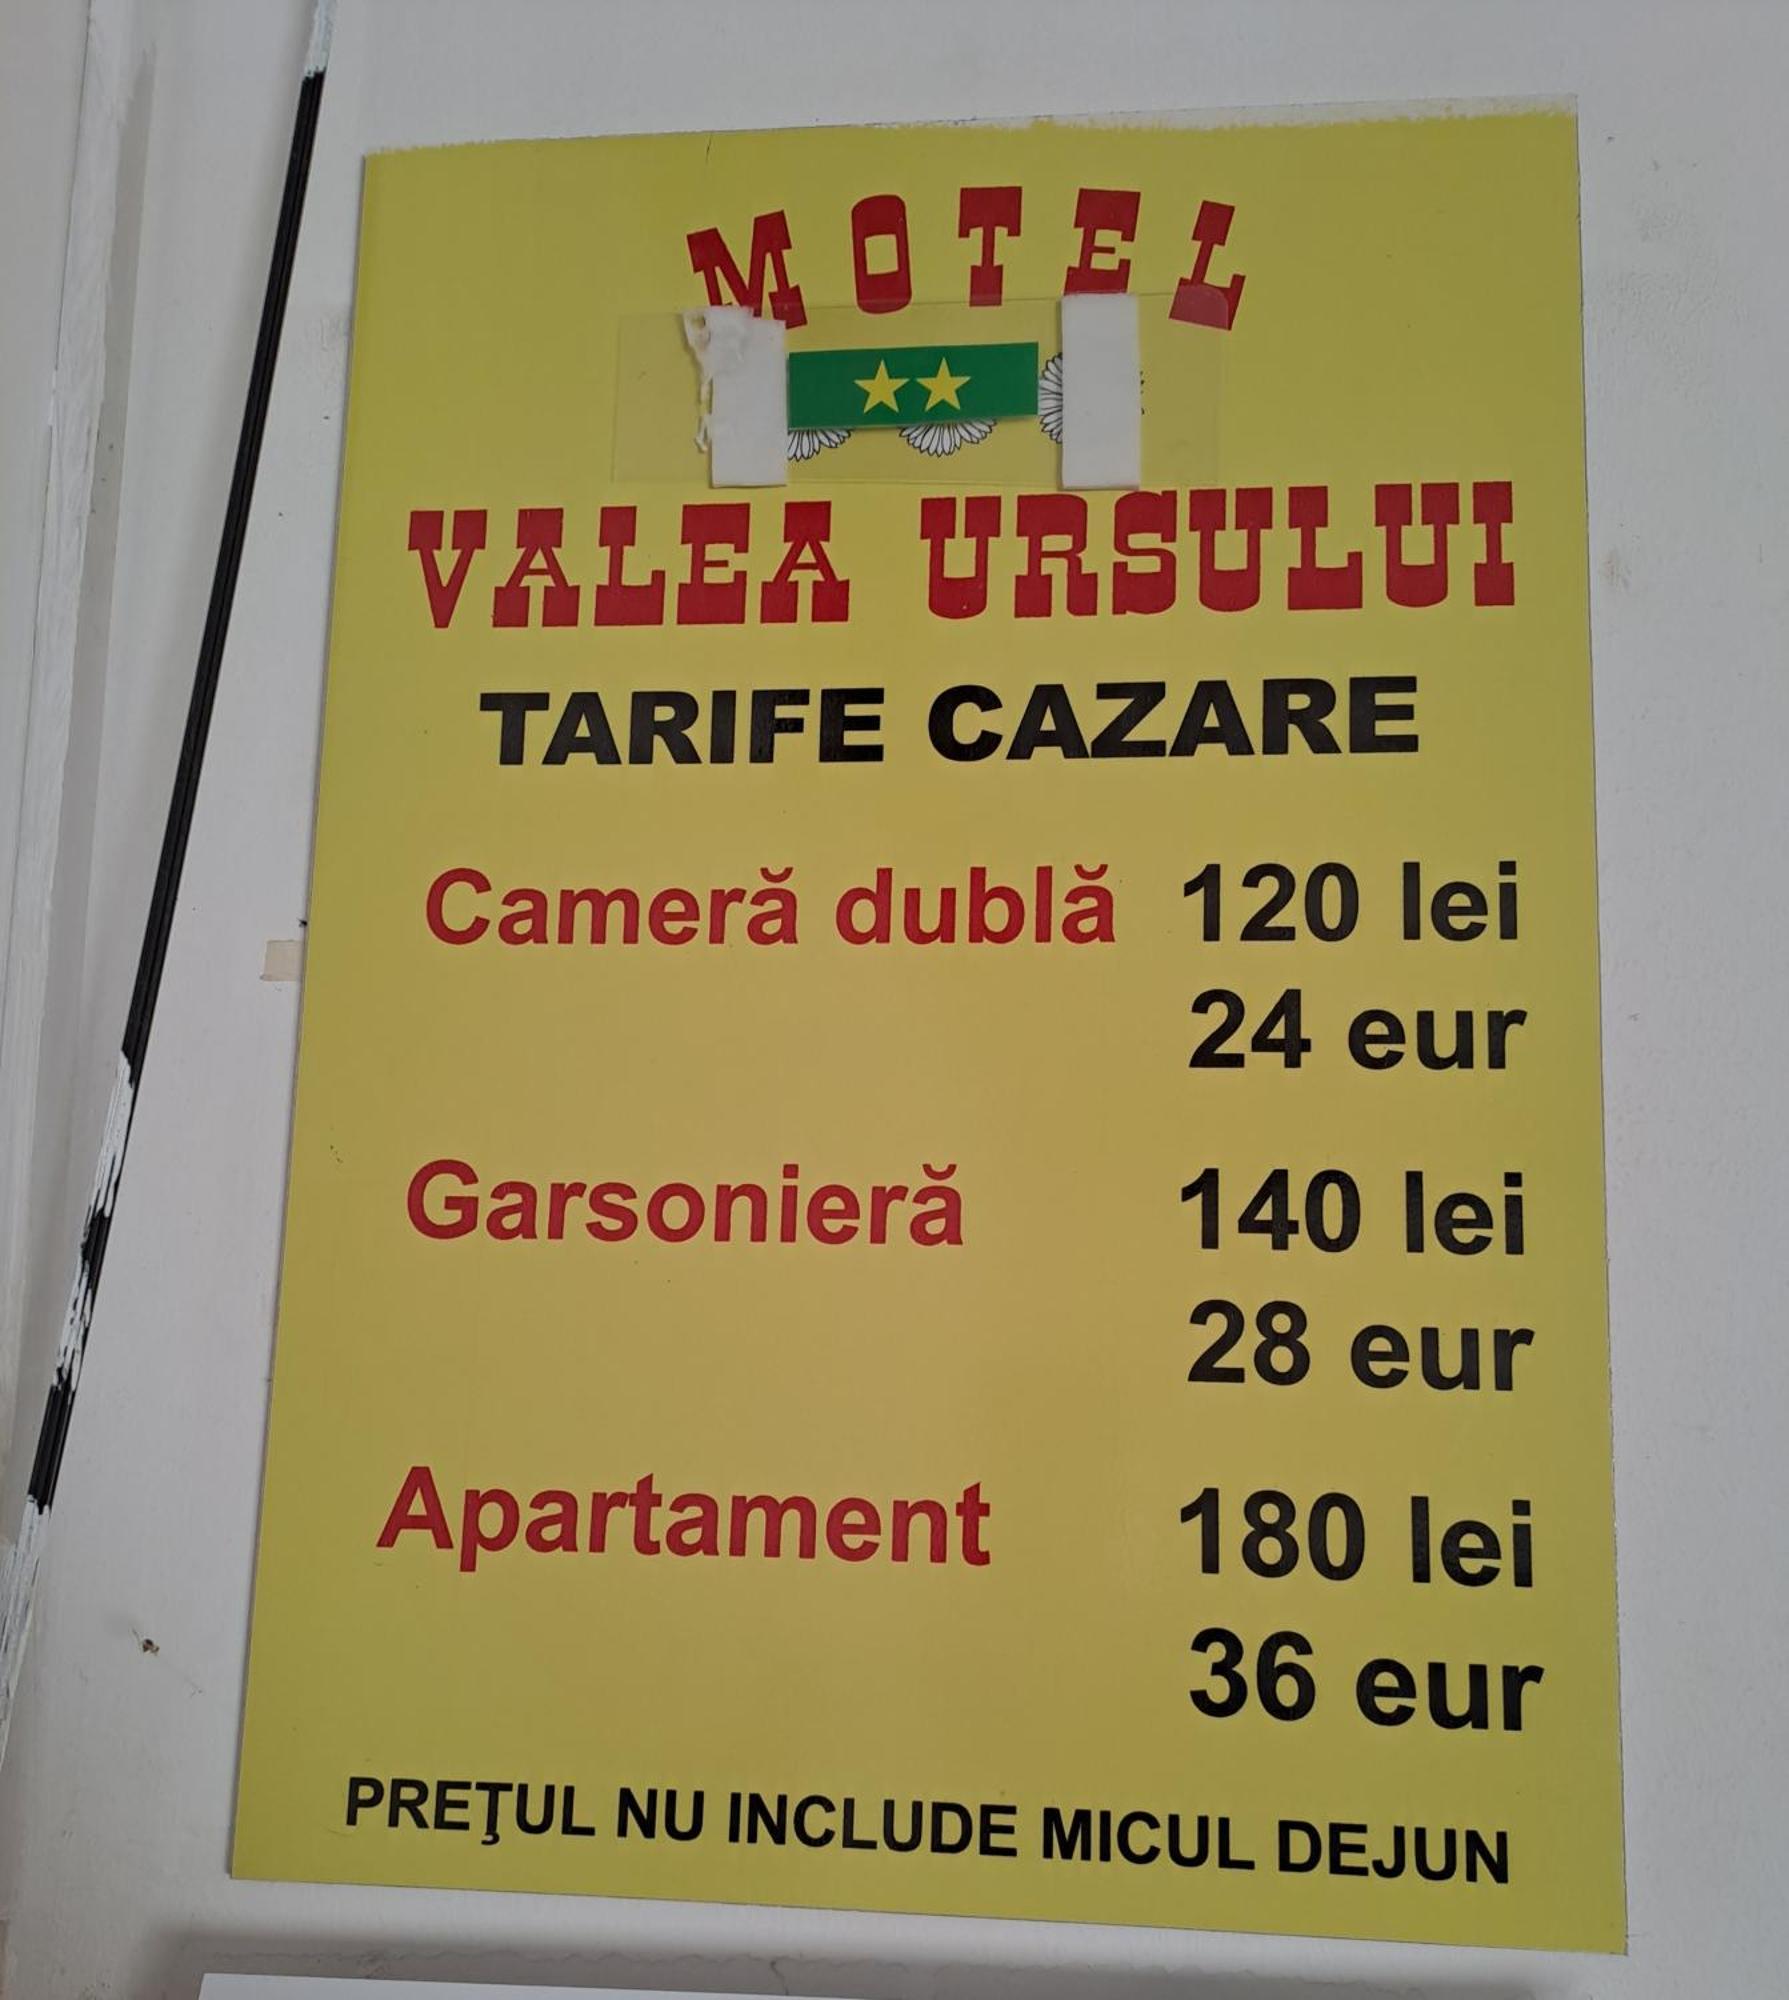 MOTEL
VALEA URSULUI
TARIFE CAZARE
Cameră dublă 120 lei
24 eur
Garsonieră 140 lei
28 eur
Apartament 180 lei
36 eur
PREŢUL NU INCLUDE MICUL DEJUN